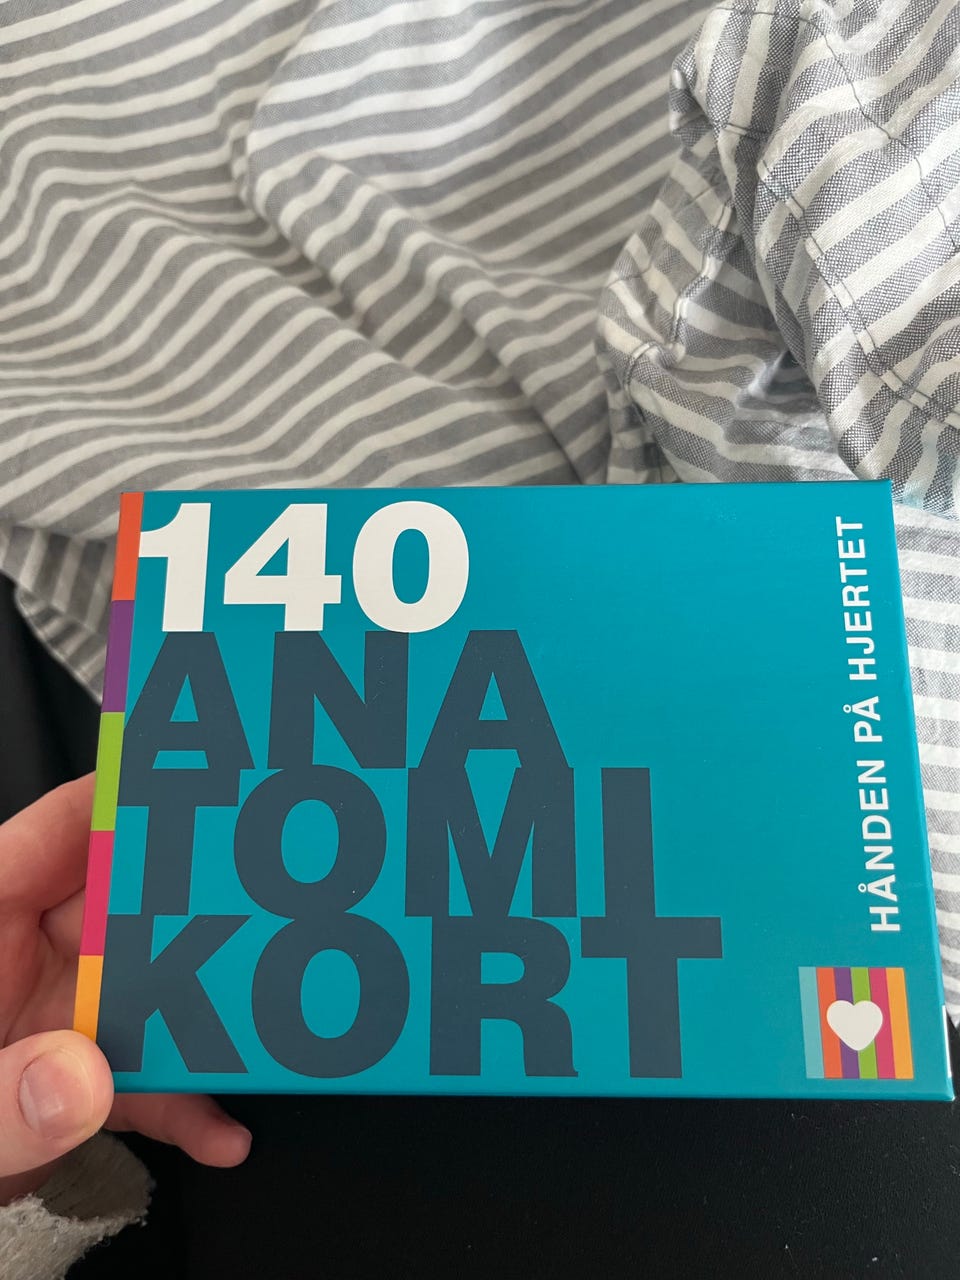 140
ANA
TOMI
KORT
HÅNDEN PÅ HJERTET